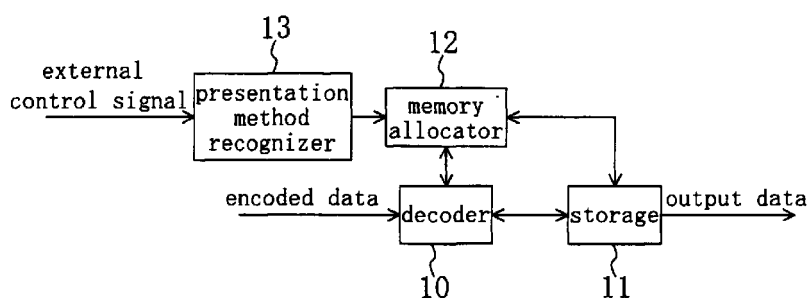 13
12
external
control signal
presentation
method
recognizer
memory
allocator
encoded data
decoder
storage
output data
10
11